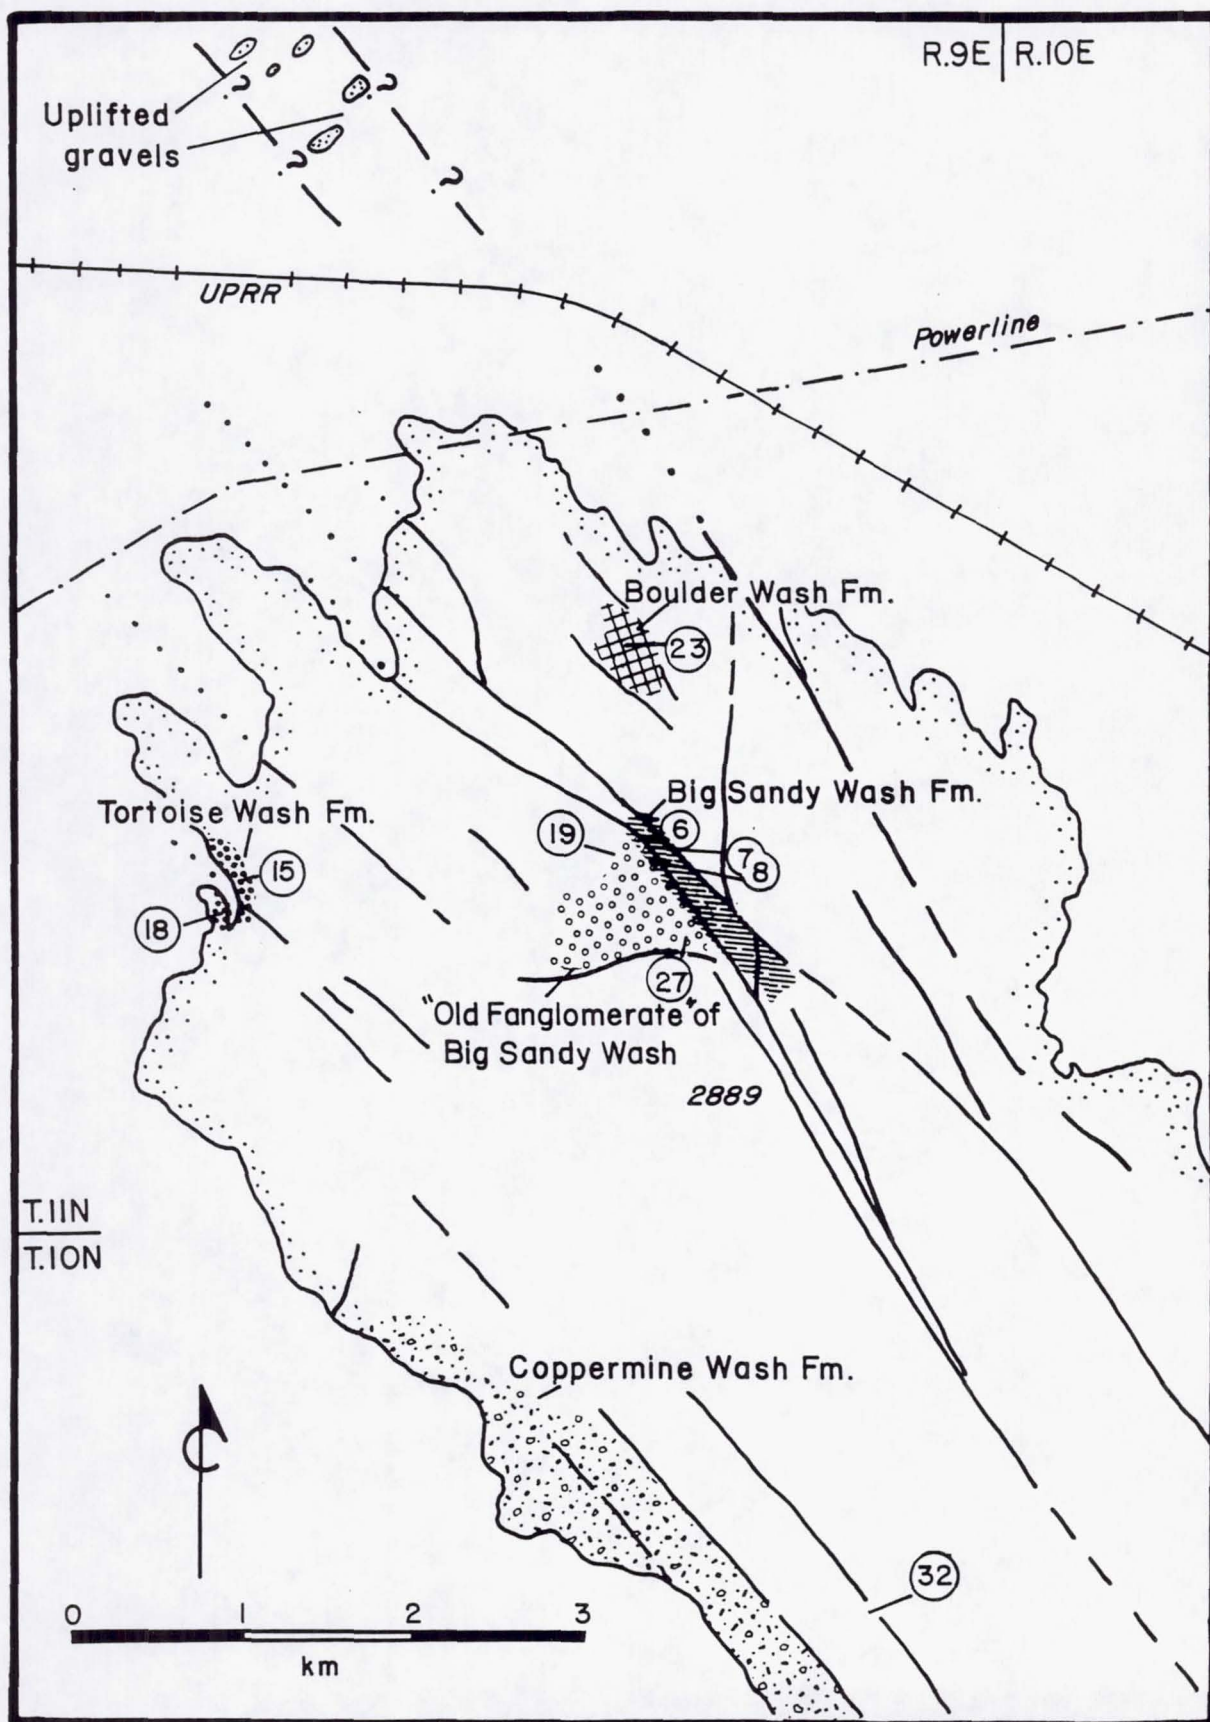 R.9E R.10E
Uplifted
gravels
?
?
?
?
UPRR
Powerline
Boulder Wash Fm.
23
Big Sandy Wash Fm.
Tortoise Wash Fm.
19
6
7
8
15
18
27
"Old Fanglomerate" of
Big Sandy Wash
2889
T.11N
T.10N
Coppermine Wash Fm.
32
0 1 2 3
km